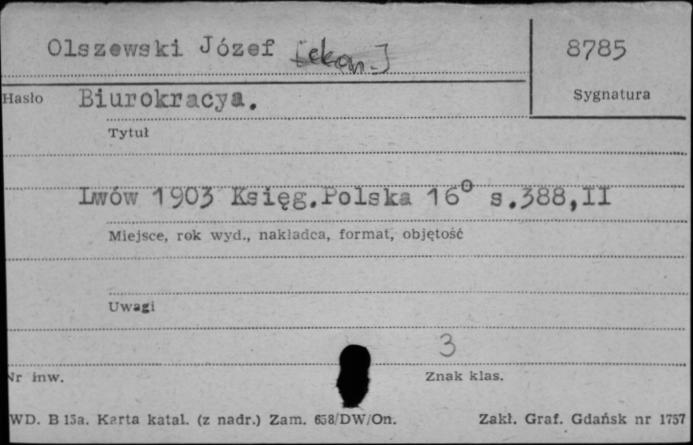 Olszewski Józef [ekon.]
8785
Hasło
Biurokracya.
Sygnatura
Tytuł
Lwów 1903 Księg.Polska 16° s.388,II
Miejsce, rok wyd., nakładca, format, objętość
Uwagi
3
Nr inw.
Znak klas.
WD. B 15a. Karta katal. (z nadr.) Zam. 658/DW/On.
Zakł. Graf. Gdańsk nr 1757